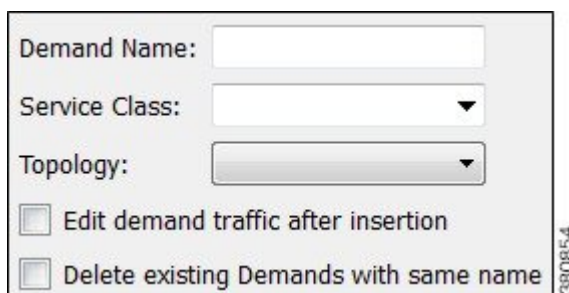 Demand Name:
Service Class:
Topology:
Edit demand traffic after insertion
Delete existing Demands with same name
380854